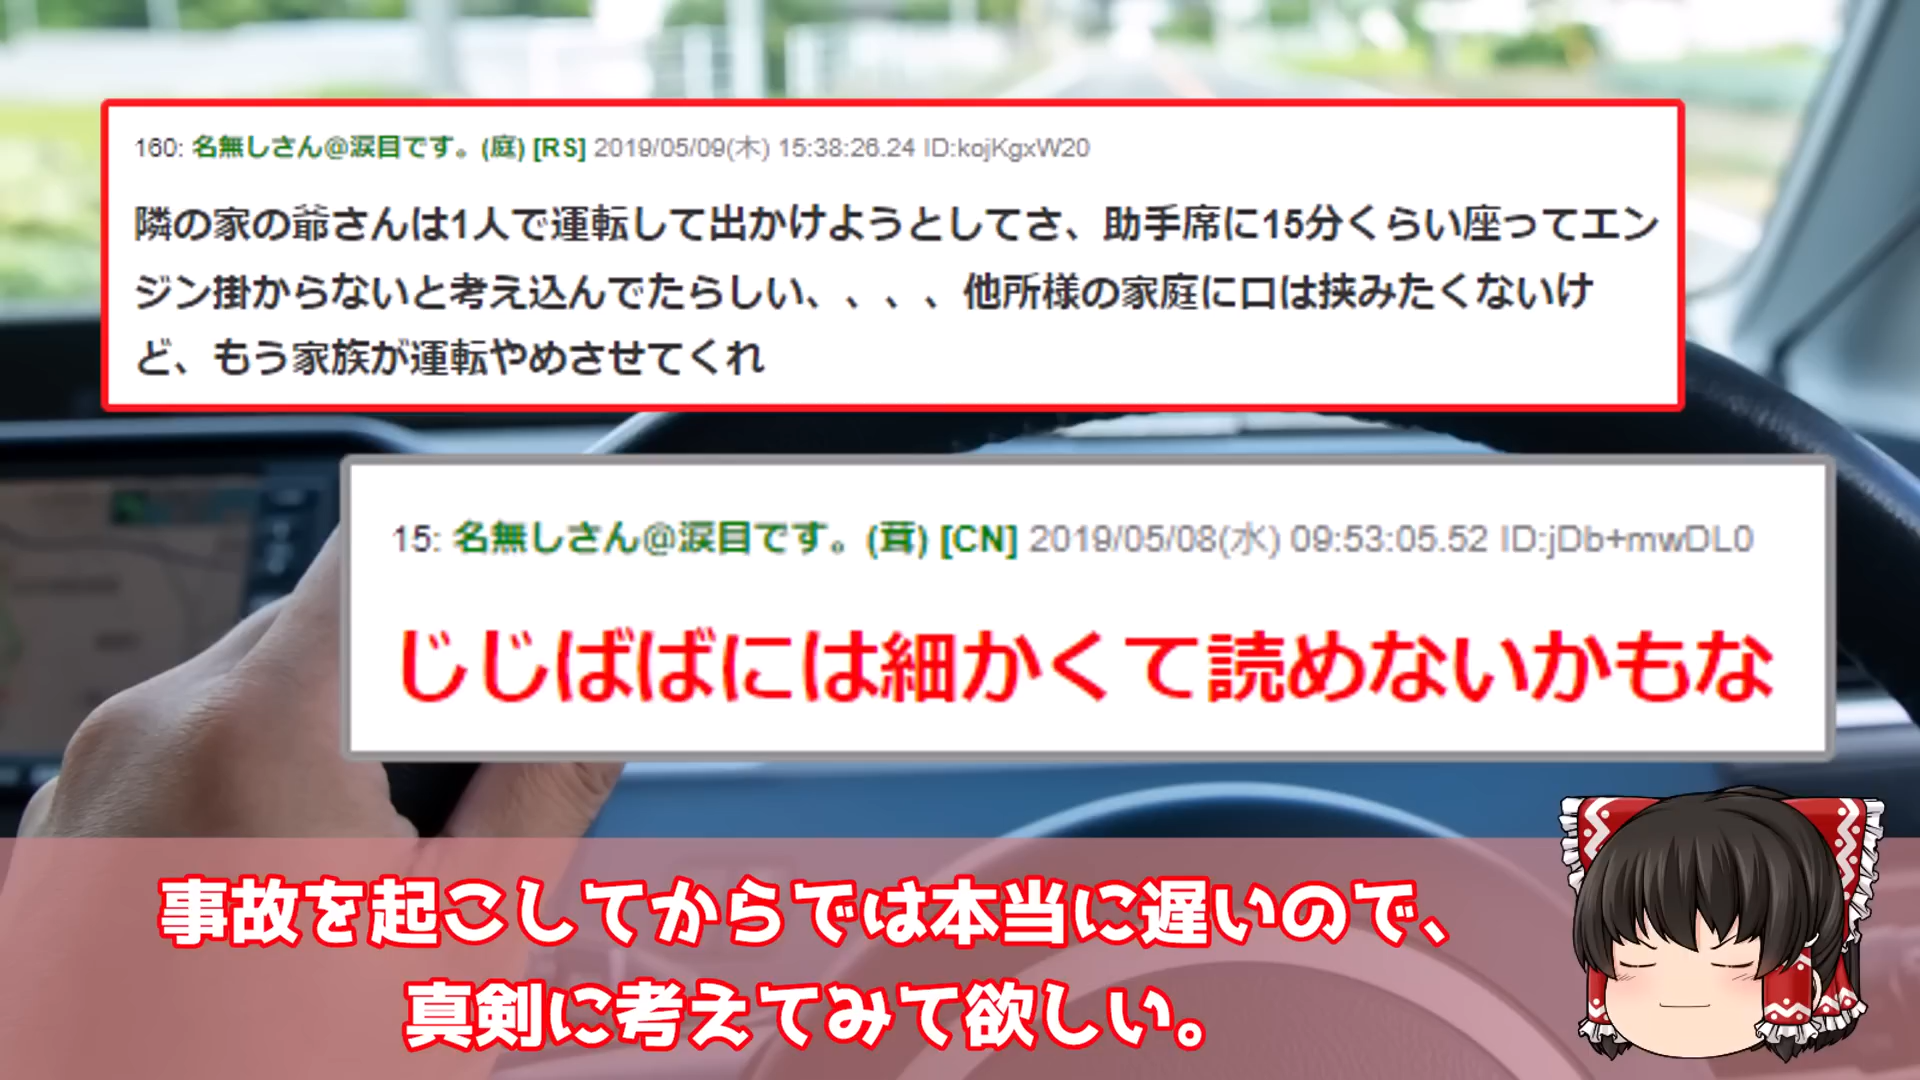 160: 名無しさん@涙目です。(庭) [RS] 2019/05/09(木) 15:38:26.24 ID:kojKgxW20
隣の家の爺さんは1人で運転して出かけようとしてさ、助手席に15分くらい座ってエン
ジン掛からないと考え込んでたらしい、、、、他所様の家庭に口は挟みたくないけ
ど、もう家族が運転やめさせてくれ
15: 名無しさん@涙目です。(茸) [CN] 2019/05/08(水) 09:53:05.52 ID:jDb+mwDL0
じじばばには細かくて読めないかもな
事故を起こしてからでは本当に遅いので、
真剣に考えてみて欲しい。